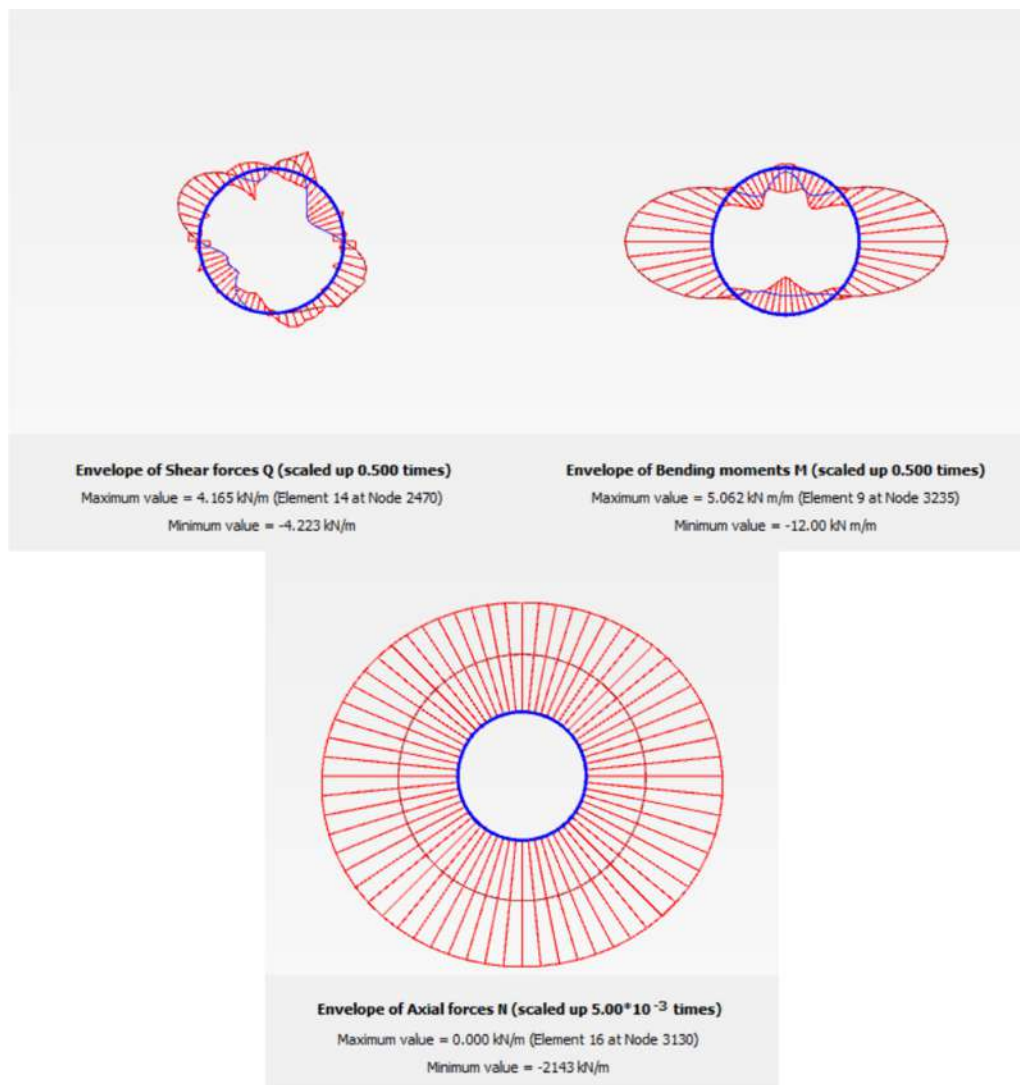 Envelope of Shear forces Q (scaled up 0.500 times)
Maximum value = 4.165 kN/m (Element 14 at Node 2470)
Minimum value = -4.223 kN/m
Envelope of Bending moments M (scaled up 0.500 times)
Maximum value = 5.062 kN m/m (Element 9 at Node 3235)
Minimum value = -12.00 kN m/m
Envelope of Axial forces N (scaled up 5.00*10 -3 times)
Maximum value = 0.000 kN/m (Element 16 at Node 3130)
Minimum value = -2143 kN/m